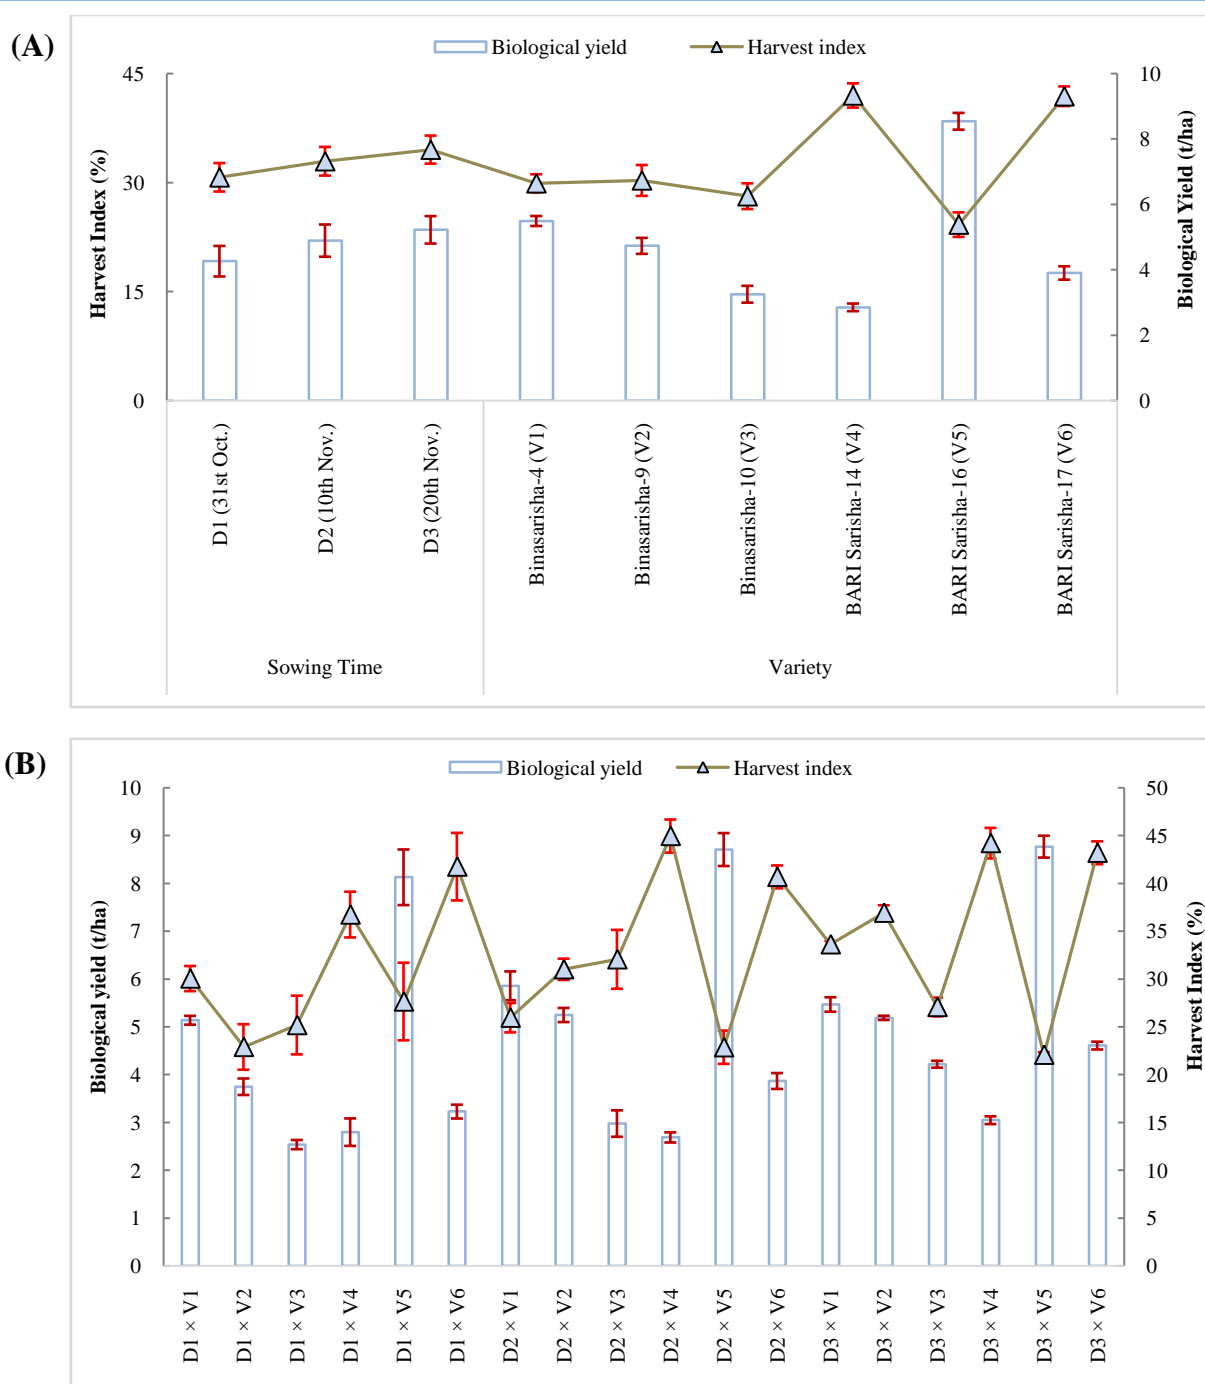 (A)
Biological yield
Harvest index
45
30
15
0
Harvest Index (%)
10
8
6
4
2
0
Biological Yield (t/ha)
D1 (31st Oct.)
D2 (10th Nov.)
D3 (20th Nov.)
Binasarisha-4 (V1)
Binasarisha-9 (V2)
Binasarisha-10 (V3)
BARI Sarisha-14 (V4)
BARI Sarisha-16 (V5)
BARI Sarisha-17 (V6)
Sowing Time
Variety
(B)
Biological yield
Harvest index
10
9
8
7
6
5
4
3
2
1
0
Biological yield (t/ha)
50
45
40
35
30
25
20
15
10
5
0
Harvest Index (%)
D1 × V1
D1 × V2
D1 × V3
D1 × V4
D1 × V5
D1 × V6
D2 × V1
D2 × V2
D2 × V3
D2 × V4
D2 × V5
D2 × V6
D3 × V1
D3 × V2
D3 × V3
D3 × V4
D3 × V5
D3 × V6